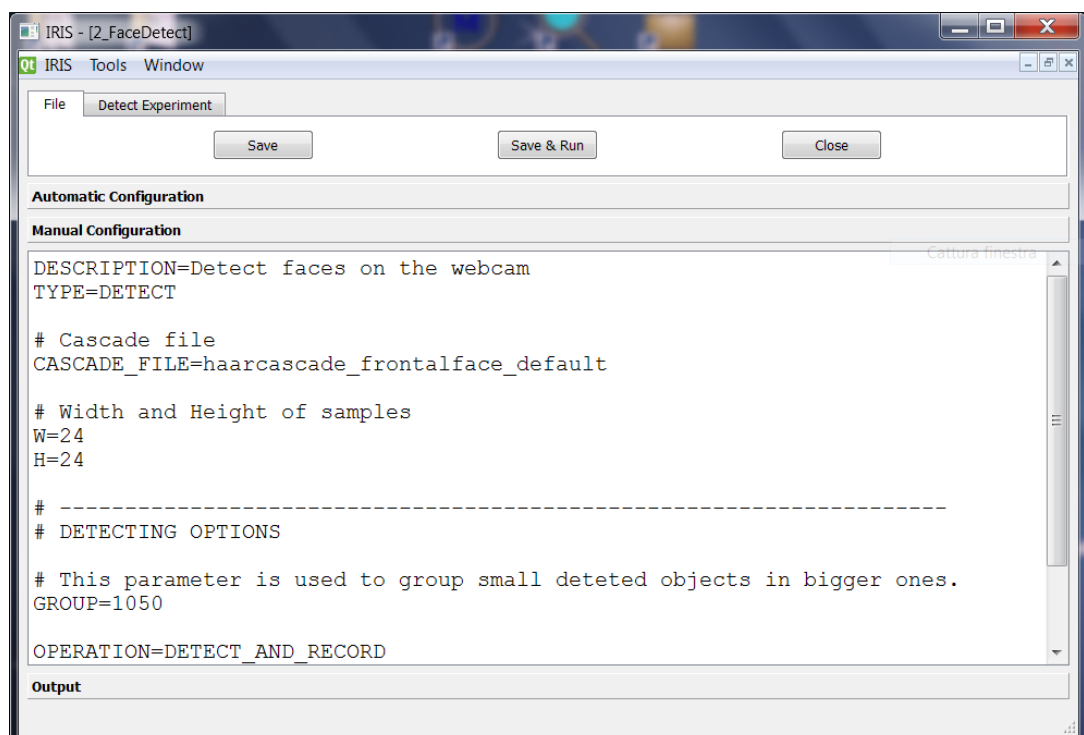 IRIS - [2_FaceDetect]
IRIS Tools Window
File Detect Experiment
Save Save & Run Close
Automatic Configuration
Manual Configuration
Cattura finestra
DESCRIPTION=Detect faces on the webcam
TYPE=DETECT
# Cascade file
CASCADE_FILE=haarcascade_frontalface_default
# Width and Height of samples
W=24
H=24
# --------------------------------------------------------------------
# DETECTING OPTIONS
# This parameter is used to group small deteted objects in bigger ones.
GROUP=1050
OPERATION=DETECT_AND_RECORD
Output